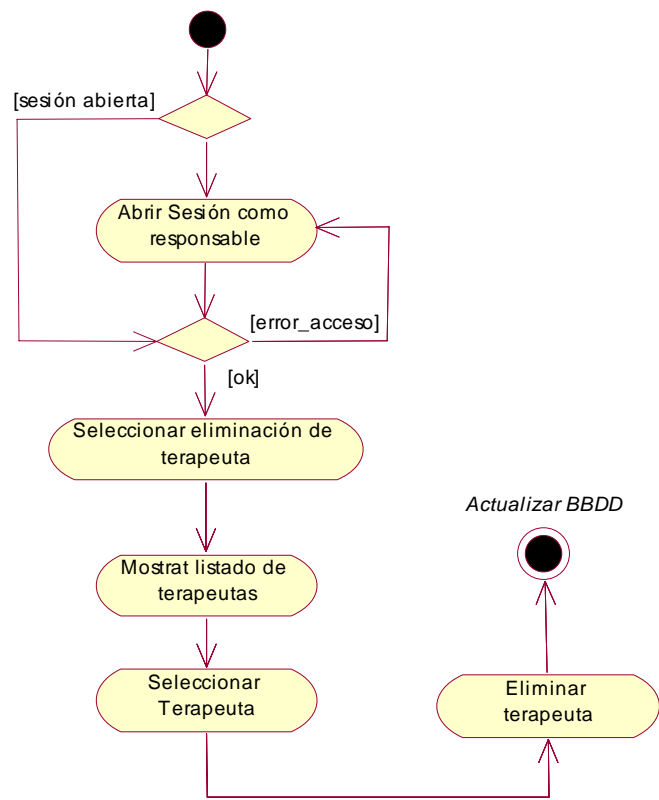 [sesión abierta]
Abrir Sesión como
responsable
[error_acceso]
[ok]
Seleccionar eliminación de
terapeuta
Actualizar BBDD
Mostrat listado de
terapeutas
Seleccionar
Terapeuta
Eliminar
terapeuta